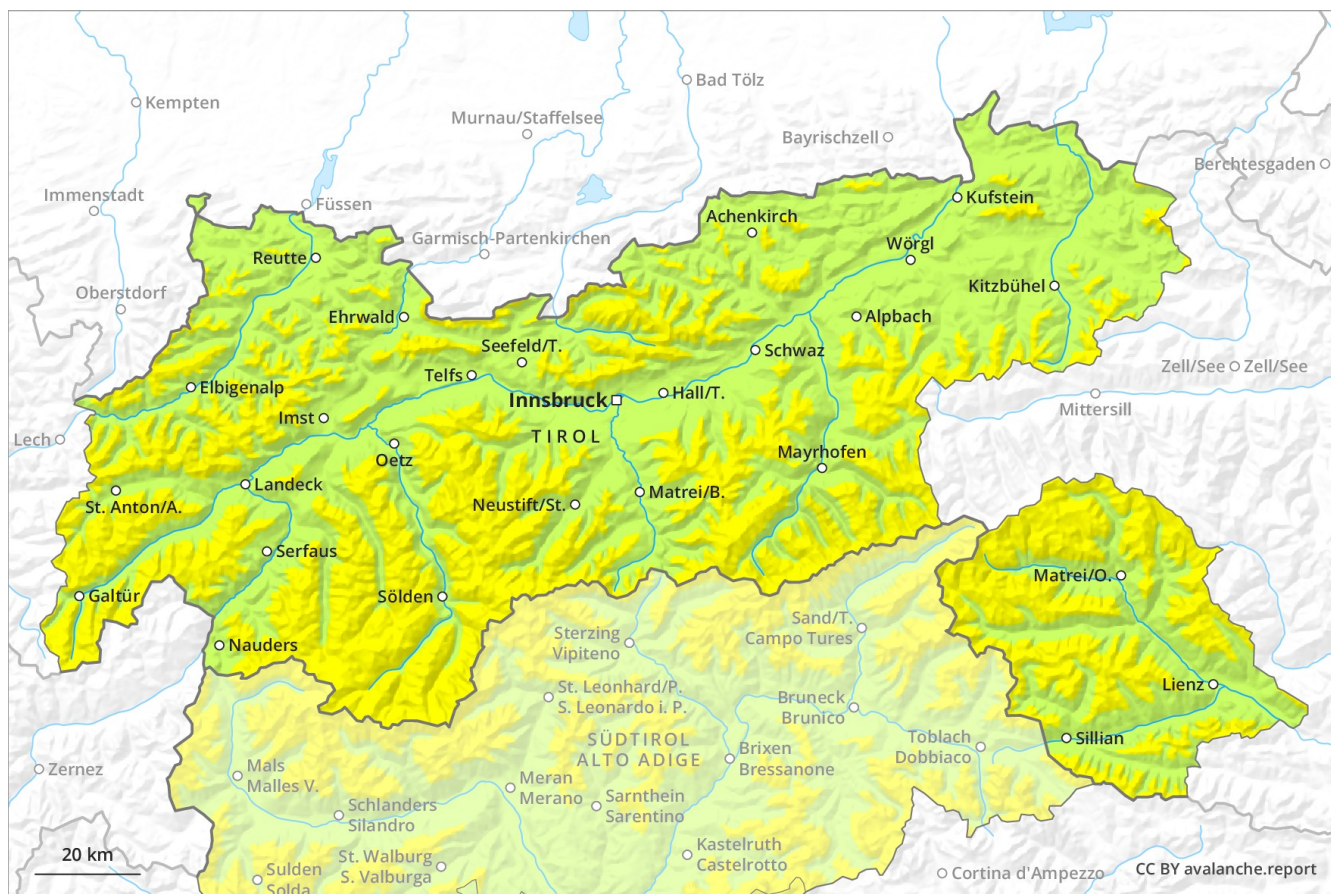 Bad Tölz
Kempten
Murnau/Staffelsee
Bayrischzell
Berchtesgaden
Immenstadt
Füssen
Kufstein
Achenkirch
Garmisch-Partenkirchen
Wörgl
Reutte
Kitzbühel
Oberstdorf
Ehrwald
Alpbach
Seefeld/T.
Schwaz
Zell/See
Zell/See
Telfs
Elbigenalp
Hall/T.
Innsbruck
Mittersill
Imst
TIROL
Lech
Mayrhofen
Oetz
Landeck
Matrei/B.
St. Anton/A.
Neustift/St.
Serfaus
Matrei/O.
Galtür
Sölden
Sand/T.
Campo Tures
Sterzing
Vipiteno
Nauders
Lienz
St. Leonhard/P.
S. Leonardo i. P.
Bruneck
Brunico
Sillian
SÜDTIROL
ALTO ADIGE
Toblach
Dobbiaco
Brixen
Bressanone
Zernez
Mals
Malles V.
Meran
Merano
Sarnthein
Sarentino
Schlanders
Silandro
Kastelruth
Castelrotto
20 km
St. Walburg
S. Valburga
Sulden
Solda
Cortina d'Ampezzo
CC BY avalanche.report